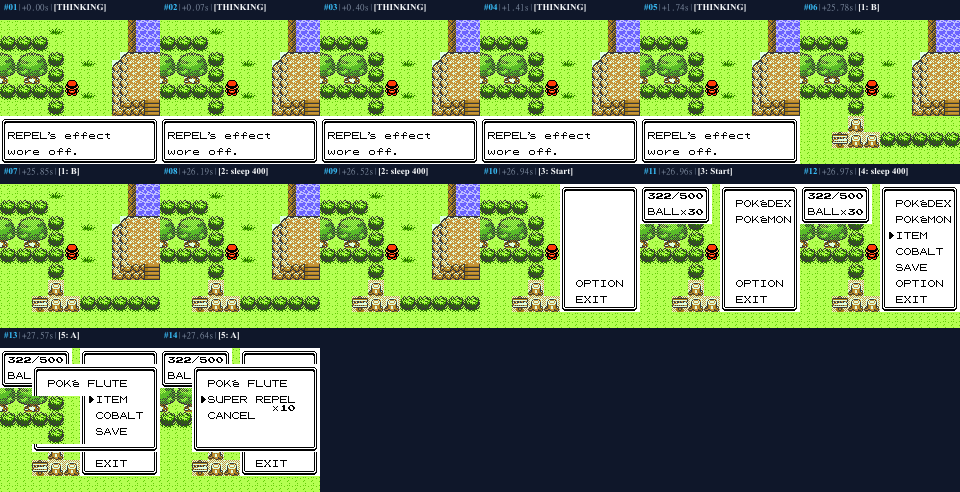 #01|+0.00s| [THINKING]
#02|+0.07s| [THINKING]
#03|+0.40s| [THINKING]
#04|+1.41s| [THINKING]
#05|+1.74s| [THINKING]
#06|+25.78s| [1: B]
REPEL's effect
wore off.
REPEL's effect
wore off.
REPEL's effect
wore off.
REPEL's effect
wore off.
REPEL's effect
wore off.
#07|+25.85s| [1: B]
#08|+26.19s| [2: sleep 400]
#09|+26.52s| [2: sleep 400]
#10|+26.94s| [3: Start]
#11|+26.96s| [3: Start]
#12|+26.97s| [4: sleep 400]
OPTION
EXIT
322/500
BALL×30
POKéDEX
POKéMON
OPTION
EXIT
322/500
BALL×30
POKéDEX
POKéMON
▶ITEM
COBALT
SAVE
OPTION
EXIT
#13|+27.57s| [5: A]
#14|+27.64s| [5: A]
322/500
BAL
POKé FLUTE
▶ITEM
COBALT
SAVE
EXIT
322/500
BAL
POKé FLUTE
▶SUPER REPEL
×10
CANCEL
EXIT